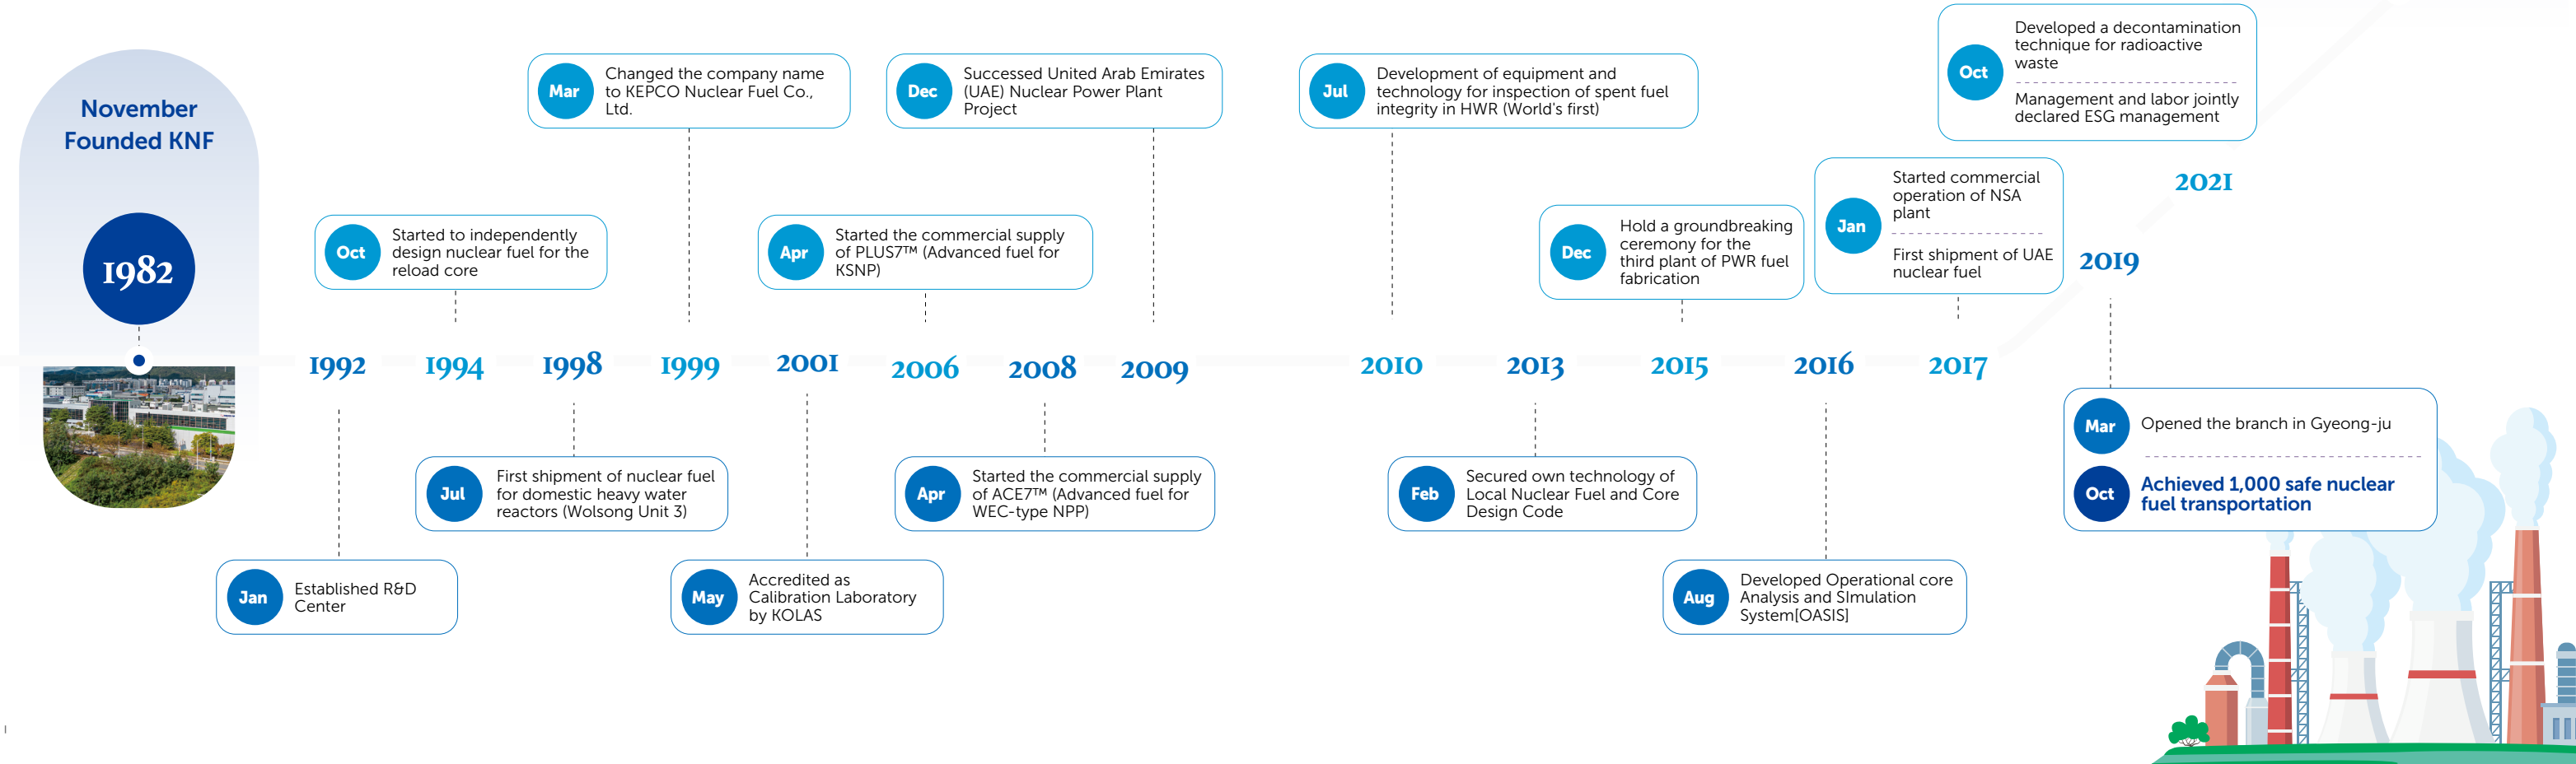 November
Founded KNF
1982
1992
Jan
Established R&D
Center
Oct
Started to independently
design nuclear fuel for the
reload core
1994
1998
Jul
First shipment of nuclear fuel
for domestic heavy water
reactors (Wolsong Unit 3)
Mar
Changed the company name
to KEPCO Nuclear Fuel Co.,
Ltd.
1999
2001
May
Accredited as
Calibration Laboratory
by KOLAS
Apr
Started the commercial supply
of PLUS7™ (Advanced fuel for
KSNP)
2006
2008
Apr
Started the commercial supply
of ACE7™ (Advanced fuel for
WEC-type NPP)
Dec
Successed United Arab Emirates
(UAE) Nuclear Power Plant
Project
2009
Jul
Development of equipment and
technology for inspection of spent fuel
integrity in HWR (World's first)
2010
2013
Feb
Secured own technology of
Local Nuclear Fuel and Core
Design Code
Dec
Hold a groundbreaking
ceremony for the
third plant of PWR fuel
fabrication
2015
2016
Aug
Developed Operational core
Analysis and SImulation
System[OASIS]
Jan
Started commercial
operation of NSA
plant
First shipment of UAE
nuclear fuel
2017
2019
Mar
Opened the branch in Gyeong-ju
Oct
Achieved 1,000 safe nuclear
fuel transportation
Oct
Developed a decontamination
technique for radioactive
waste
Management and labor jointly
declared ESG management
2021